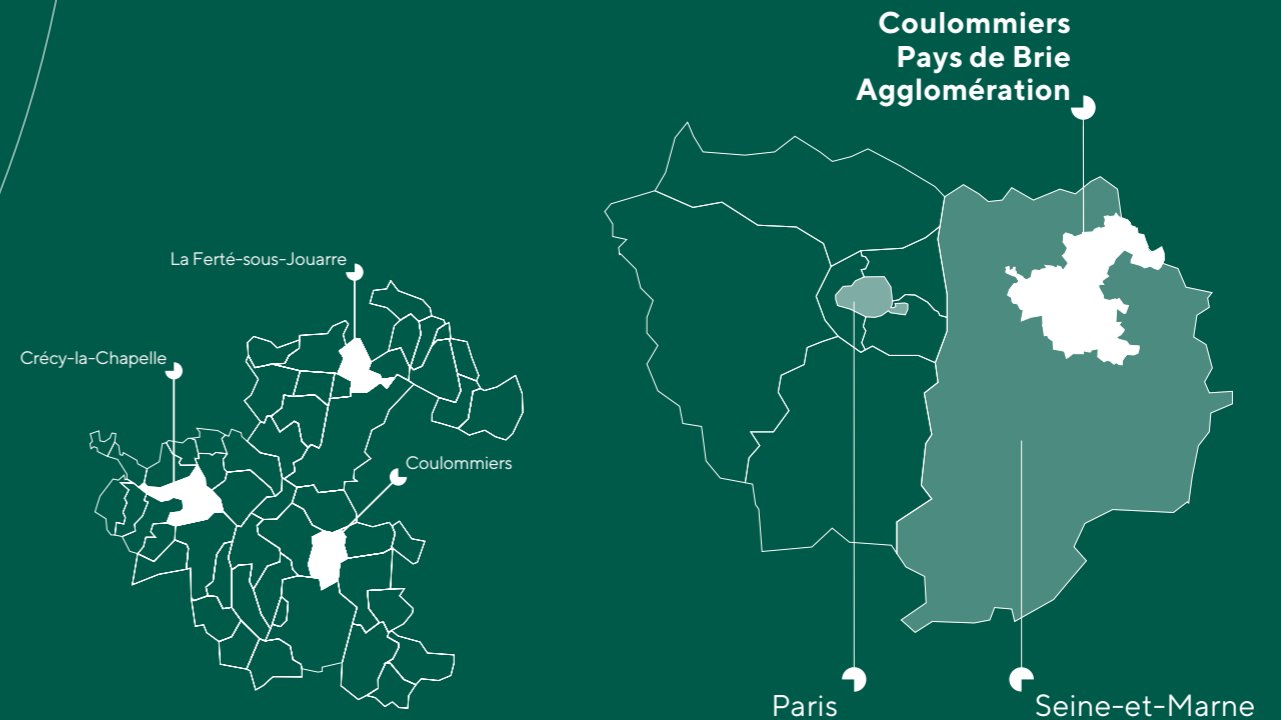 Coulommiers
Pays de Brie
Agglomération
La Ferté-sous-Jouarre
Crécy-la-Chapelle
Coulommiers
Paris
Seine-et-Marne